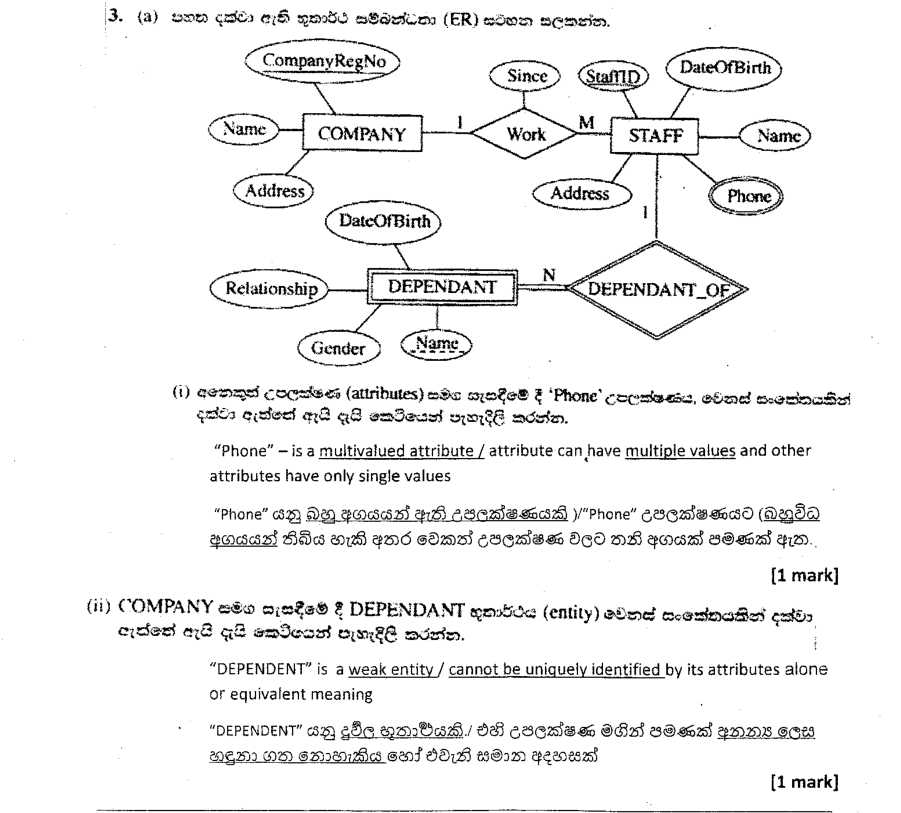 3. (a) පහත දක්වා ඇති භූතාර්ථ සම්බන්ධතා (ER) සටහන සලකන්න.
CompanyRegNo
Since
StaffID
DateOfBirth
Name
COMPANY
1
Work
M
STAFF
Name
Address
Address
Phone
DateOfBirth
1
Relationship
DEPENDANT
N
DEPENDANT_OF
Gender
Name
(i) අනෙකුත් උපලක්ෂණ (attributes) සමග සැසඳීමේ දී ‘Phone’ උපලක්ෂණය, වෙනස් සංකේතයකින්
දක්වා ඇත්තේ ඇයි දැයි කෙටියෙන් පැහැදිලි කරන්න.
“Phone” – is a multivalued attribute / attribute can have multiple values and other
attributes have only single values
“Phone” යනු බහු අගයයන් ඇති උපලක්ෂණයකි )/“Phone” උපලක්ෂණයට (බහුවිධ
අගයයන් තිබිය හැකි අතර වෙනත් උපලක්ෂණ වලට තනි අගයක් පමණක් ඇත.
[1 mark]
(ii) COMPANY සමග සැසඳීමේ දී DEPENDANT භූතාර්ථය (entity) වෙනස් සංකේතයකින් දක්වා
ඇත්තේ ඇයි දැයි කෙටියෙන් පැහැදිලි කරන්න.
“DEPENDENT” is a weak entity / cannot be uniquely identified by its attributes alone
or equivalent meaning
“DEPENDENT” යනු දුර්වල භූතාර්ථයකි./ එහි උපලක්ෂණ මගින් පමණක් අනන්‍ය ලෙස
හඳුනා ගත නොහැකිය හෝ එවැනි සමාන අදහසක්
[1 mark]